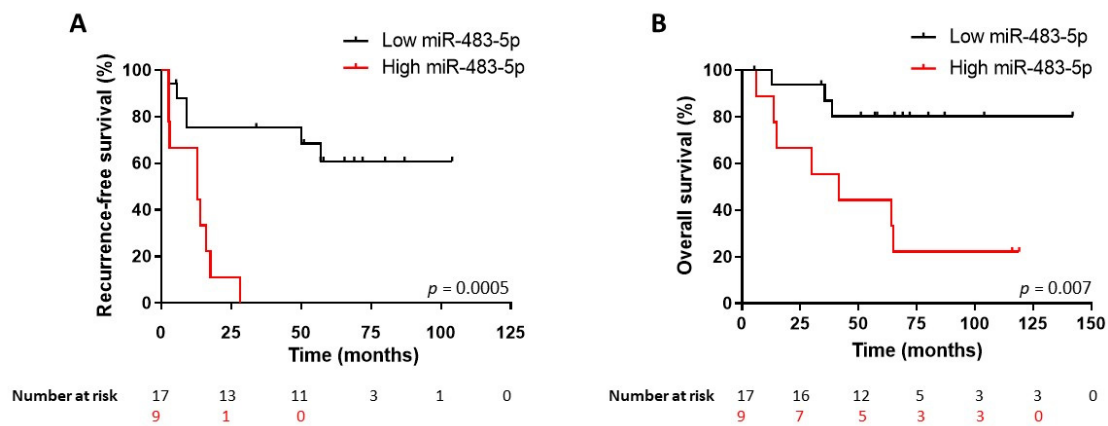 A
Low miR-483-5p
High miR-483-5p
Recurrence-free survival (%)
100
80
60
40
20
0
0 25 50 75 100 125
Time (months)
p = 0.0005
Number at risk 17 13 11 3 1 0
9 1 0
B
Low miR-483-5p
High miR-483-5p
Overall survival (%)
100
80
60
40
20
0
0 25 50 75 100 125 150
Time (months)
p = 0.007
Number at risk 17 16 12 5 3 3 0
9 7 5 3 3 0